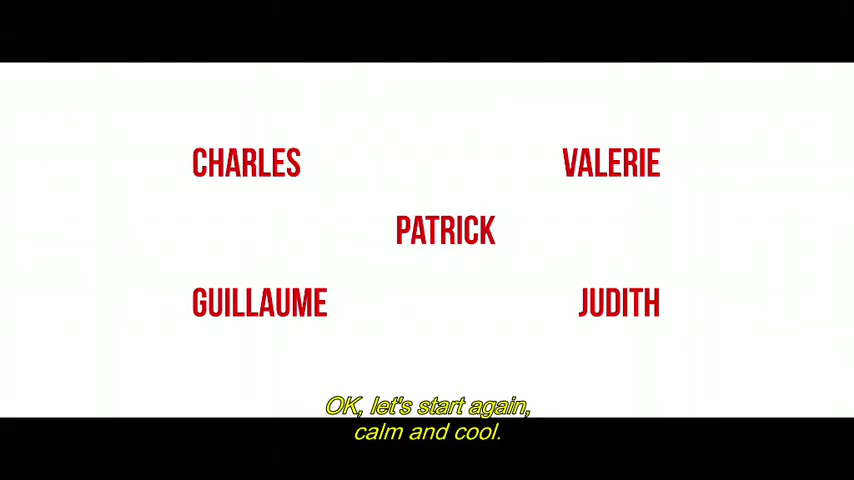 CHARLES VALERIE
PATRICK
GUILLAUME JUDITH
OK, let's start again,
calm and cool.